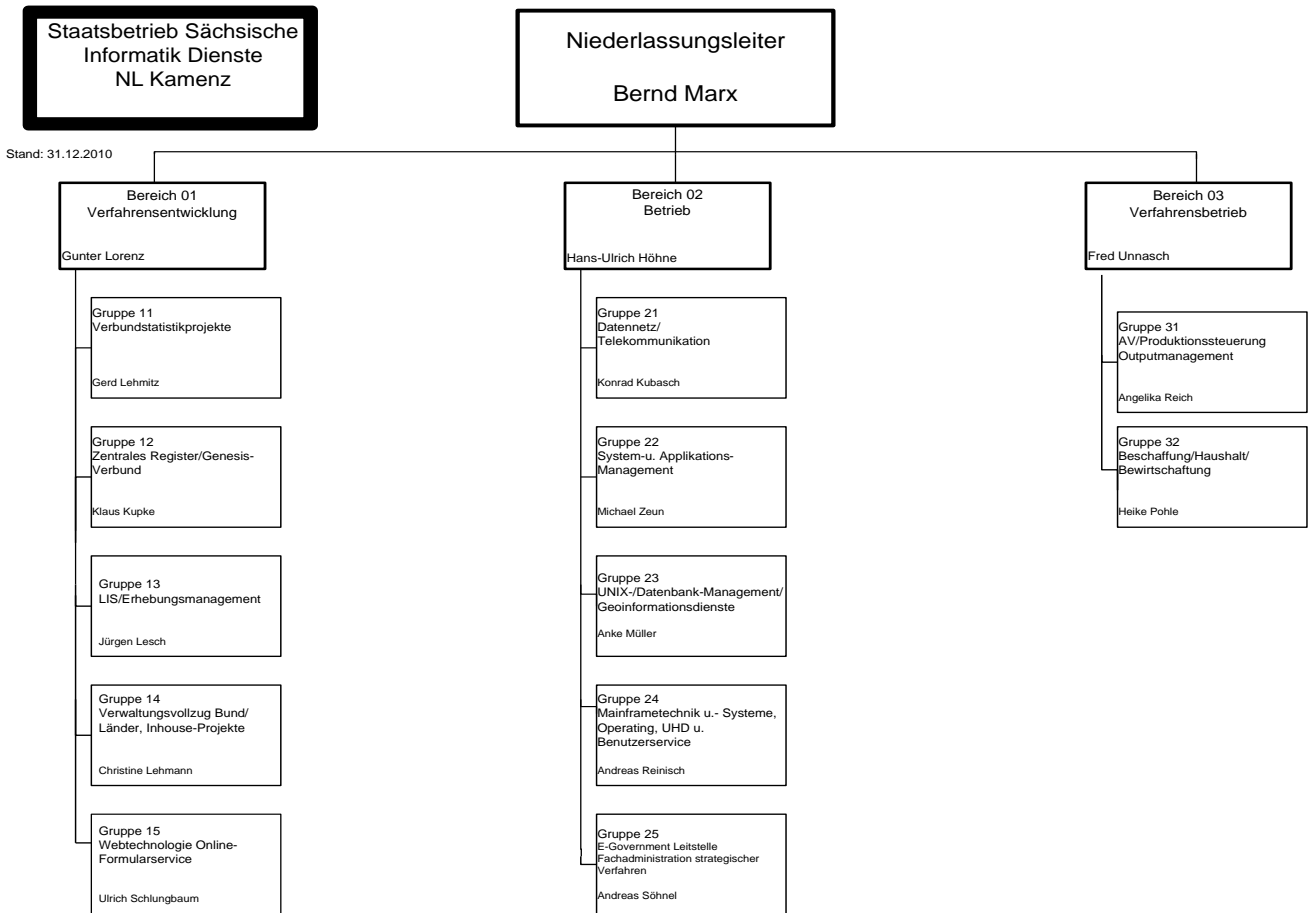 Staatsbetrieb Sächsische
Informatik Dienste
NL Kamenz
Niederlassungsleiter
Bernd Marx
Stand: 31.12.2010
Bereich 01
Verfahrensentwicklung
Gunter Lorenz
Gruppe 11
Verbundstatistikprojekte
Gerd Lehmitz
Gruppe 12
Zentrales Register/Genesis-
Verbund
Klaus Kupke
Gruppe 13
LIS/Erhebungsmanagement
Jürgen Lesch
Gruppe 14
Verwaltungsvollzug Bund/
Länder, Inhouse-Projekte
Christine Lehmann
Gruppe 15
Webtechnologie Online-
Formularservice
Ulrich Schlungbaum
Bereich 02
Betrieb
Hans-Ulrich Höhne
Gruppe 21
Datennetz/
Telekommunikation
Konrad Kubasch
Gruppe 22
System-u. Applikations-
Management
Michael Zeun
Gruppe 23
UNIX-/Datenbank-Management/
Geoinformationsdienste
Anke Müller
Gruppe 24
Mainframetechnik u.- Systeme,
Operating, UHD u.
Benutzerservice
Andreas Reinisch
Gruppe 25
E-Government Leitstelle
Fachadministration strategischer
Verfahren
Andreas Söhnel
Bereich 03
Verfahrensbetrieb
Fred Unnasch
Gruppe 31
AV/Produktionssteuerung
Outputmanagement
Angelika Reich
Gruppe 32
Beschaffung/Haushalt/
Bewirtschaftung
Heike Pohle